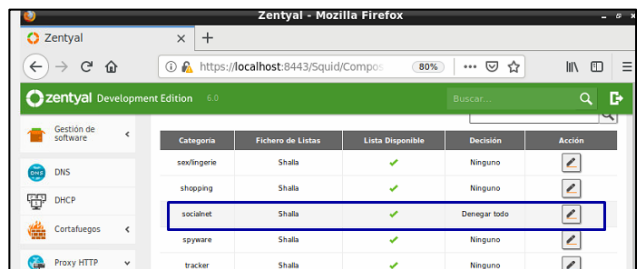 Zentyal - Mozilla Firefox
Zentyal × +
https://localhost:8443/Squid/Compos 80%
zentyal Development Edition 6.0 Buscar...
Gestión de
software
Categoria Fichero de Listas Lista Disponible Decisión Acción
sex/lingerie Shalla Ninguno
DNS
shopping Shalla Ninguno
DHCP
socialnet Shalla Denegar todo
Cortafuegos
spyware Shalla Ninguno
Proxy HTTP
tracker Shalla Ninguno